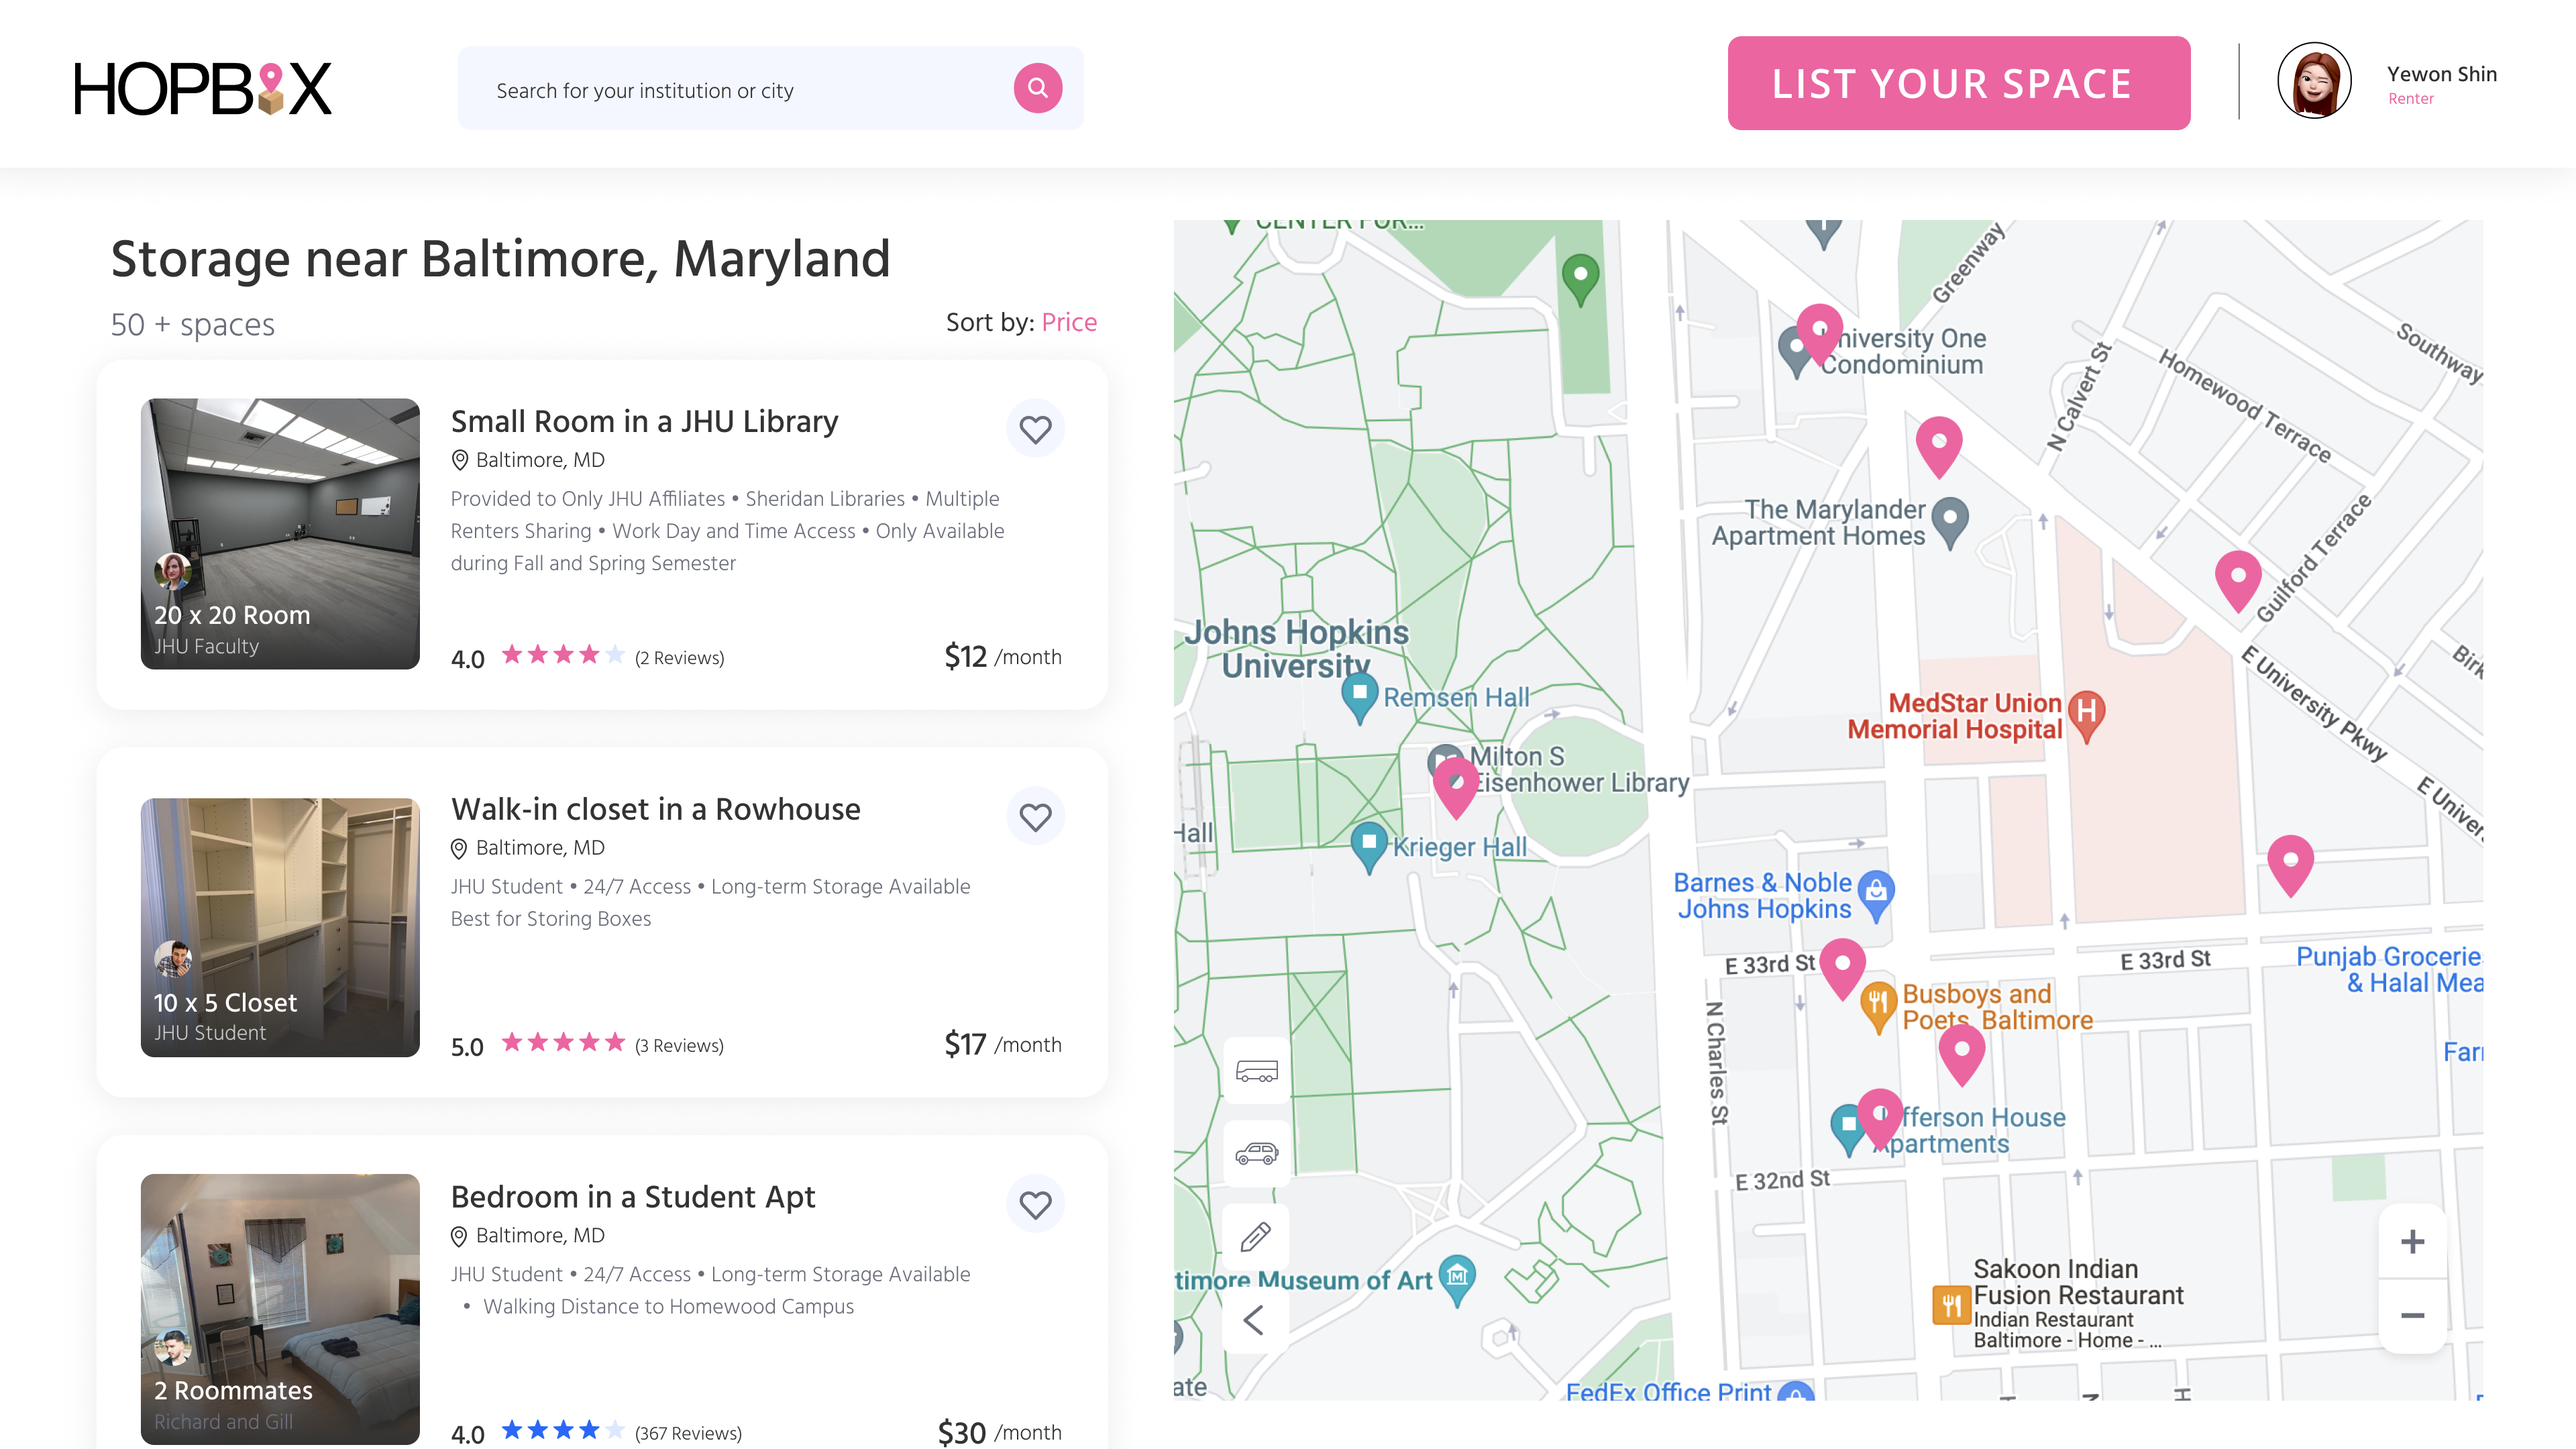 HOPBOX
Search for your institution or city
LIST YOUR SPACE
Yewon Shin
Renter
Storage near Baltimore, Maryland
50 + spaces
Sort by: Price
Small Room in a JHU Library
Baltimore, MD
Provided to Only JHU Affiliates • Sheridan Libraries • Multiple
Renters Sharing • Work Day and Time Access • Only Available
during Fall and Spring Semester
20 x 20 Room
JHU Faculty
4.0
(2 Reviews)
$12 /month
Walk-in closet in a Rowhouse
Baltimore, MD
JHU Student • 24/7 Access • Long-term Storage Available
Best for Storing Boxes
10 x 5 Closet
JHU Student
5.0
(3 Reviews)
$17 /month
Bedroom in a Student Apt
Baltimore, MD
JHU Student • 24/7 Access • Long-term Storage Available
• Walking Distance to Homewood Campus
2 Roommates
Richard and Gill
4.0
(367 Reviews)
$30 /month
CENTER FOR...
Greenway
University One
Condominium
Southway
N Calvert St
Homewood Terrace
The Marylander
Apartment Homes
Guilford Terrace
Johns Hopkins
University
Remsen Hall
E University Pkwy
Birk
MedStar Union
Memorial Hospital
H
Milton S
Eisenhower Library
Hall
Krieger Hall
E Univer
Barnes & Noble
Johns Hopkins
E 33rd St
E 33rd St
Punjab Grocerie
& Halal Mea
Busboys and
Poets, Baltimore
N Charles St
Far
fferson House
Apartments
E 32nd St
timore Museum of Art
Sakoon Indian
Fusion Restaurant
Indian Restaurant
Baltimore - Home - ...
ate
FedEx Office Print